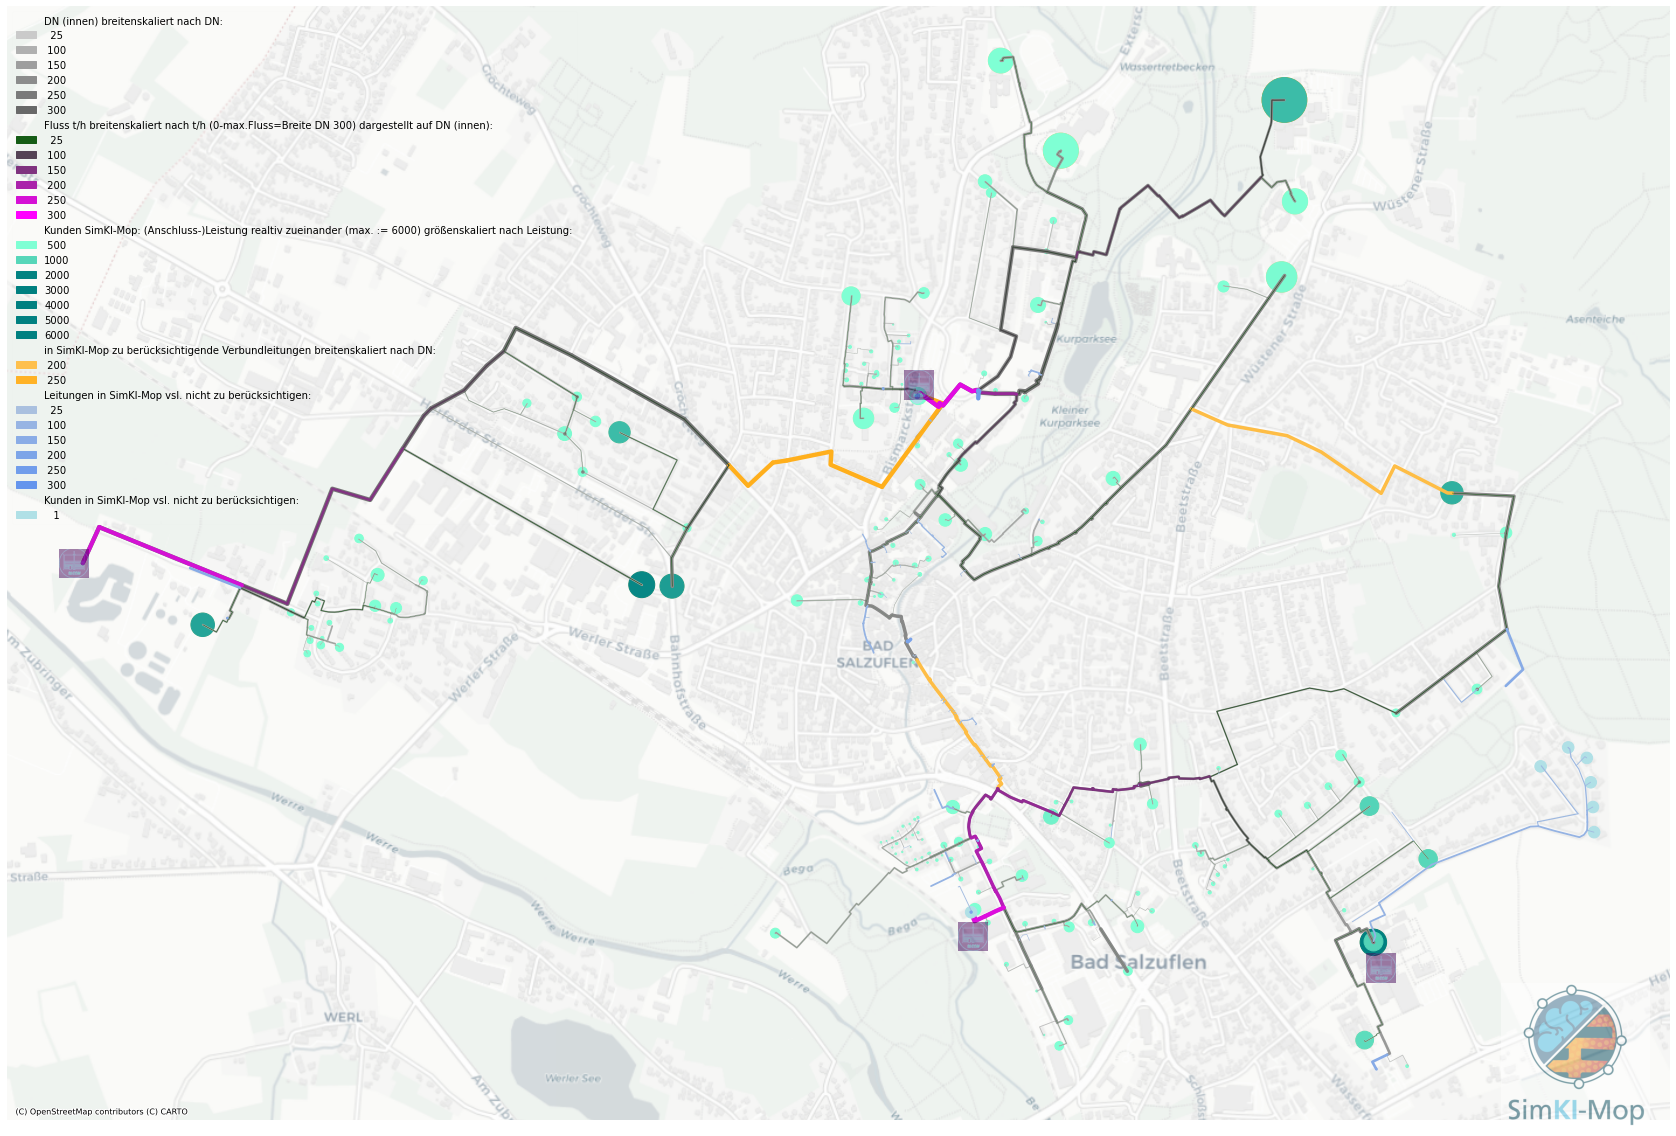 DN (innen) breitenskaliert nach DN:
25
100
150
200
250
300
Fluss t/h breitenskaliert nach t/h (0-max.Fluss=Breite DN 300) dargestellt auf DN (innen):
25
100
150
200
250
300
Kunden SimKI-Mop: (Anschluss-)Leistung realtiv zueinander (max. := 6000) größenskaliert nach Leistung:
500
1000
2000
3000
4000
5000
6000
in SimKI-Mop zu berücksichtigende Verbundleitungen breitenskaliert nach DN:
200
250
Leitungen in SimKI-Mop vsl. nicht zu berücksichtigen:
25
100
150
200
250
300
Kunden in SimKI-Mop vsl. nicht zu berücksichtigen:
1
Gröchteweg
Gröchteweg
Wassertretbecken
Wüstener Straße
Wüstener Straße
Asenteiche
Kurparksee
Kleiner
Kurparksee
Herforder Str
Herforder Str
Beetstraße
Beetstraße
Beetstraße
Werler Straße
Werler Straße
Bahnhofstraße
BAD
SALZUFLEN
Am Zubringer
Straße
Werre
Werre
Werre
Werre
Werre
Bega
Bega
Bad Salzuflen
WERL
Werler See
SimKI-Mop
(C) OpenStreetMap contributors (C) CARTO